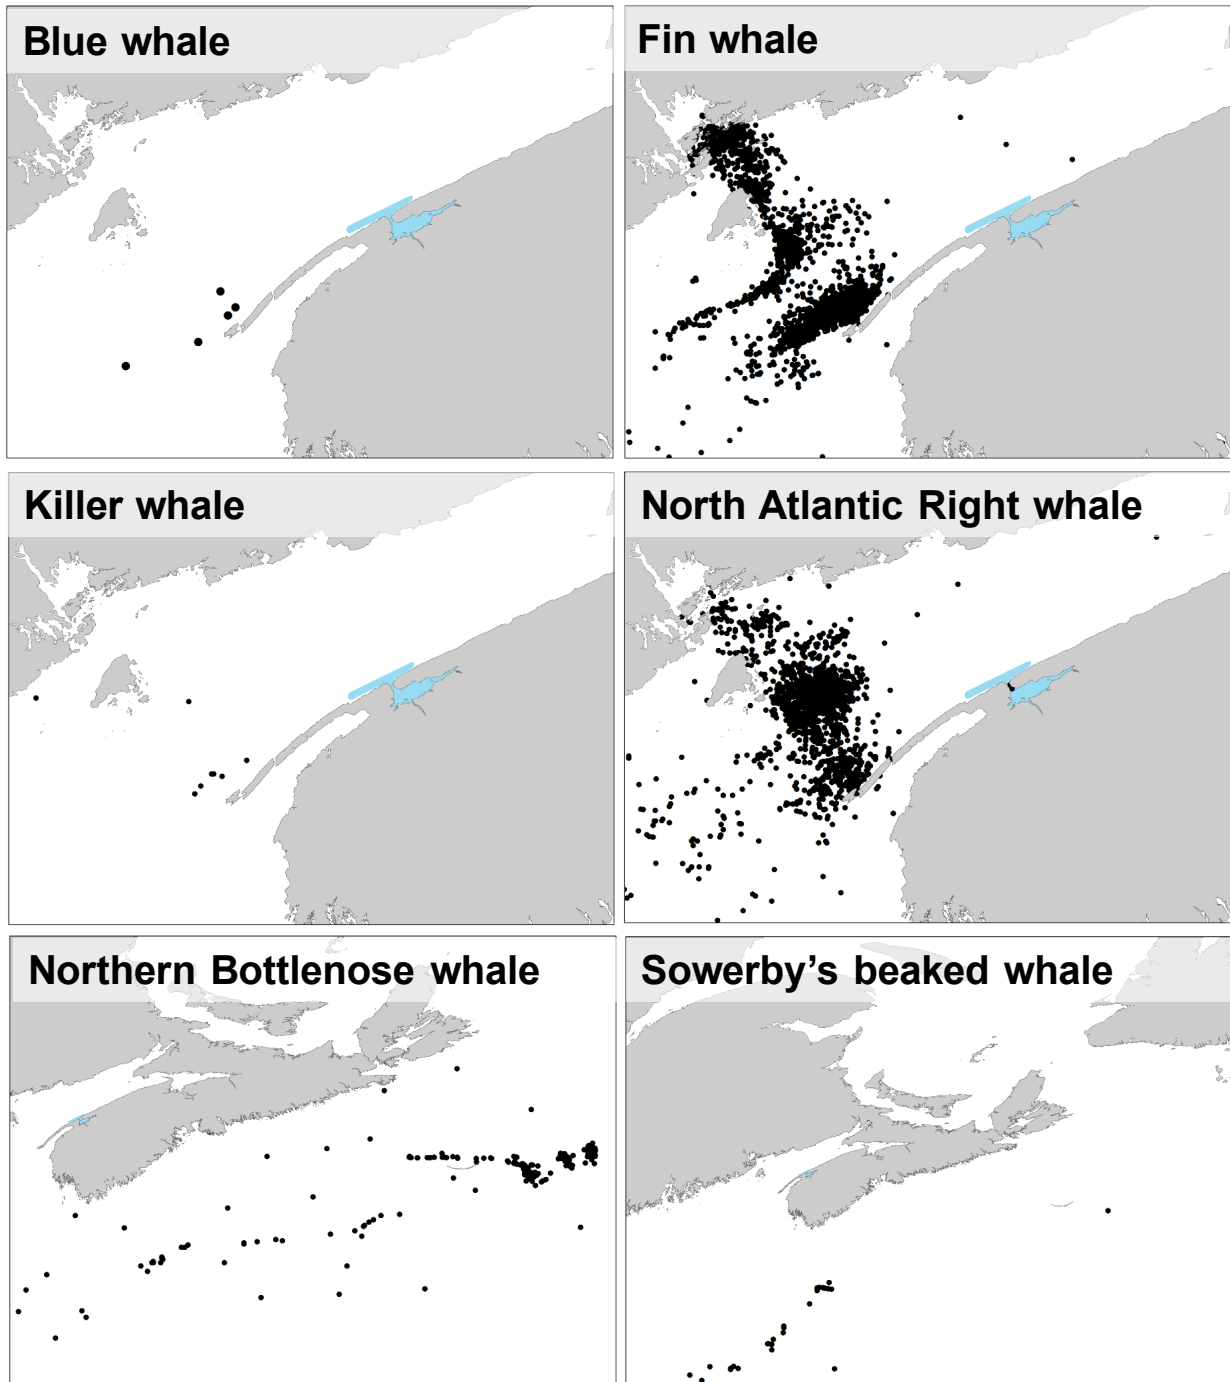 Blue whale
Fin whale
Killer whale
North Atlantic Right whale
Northern Bottlenose whale
Sowerby's beaked whale